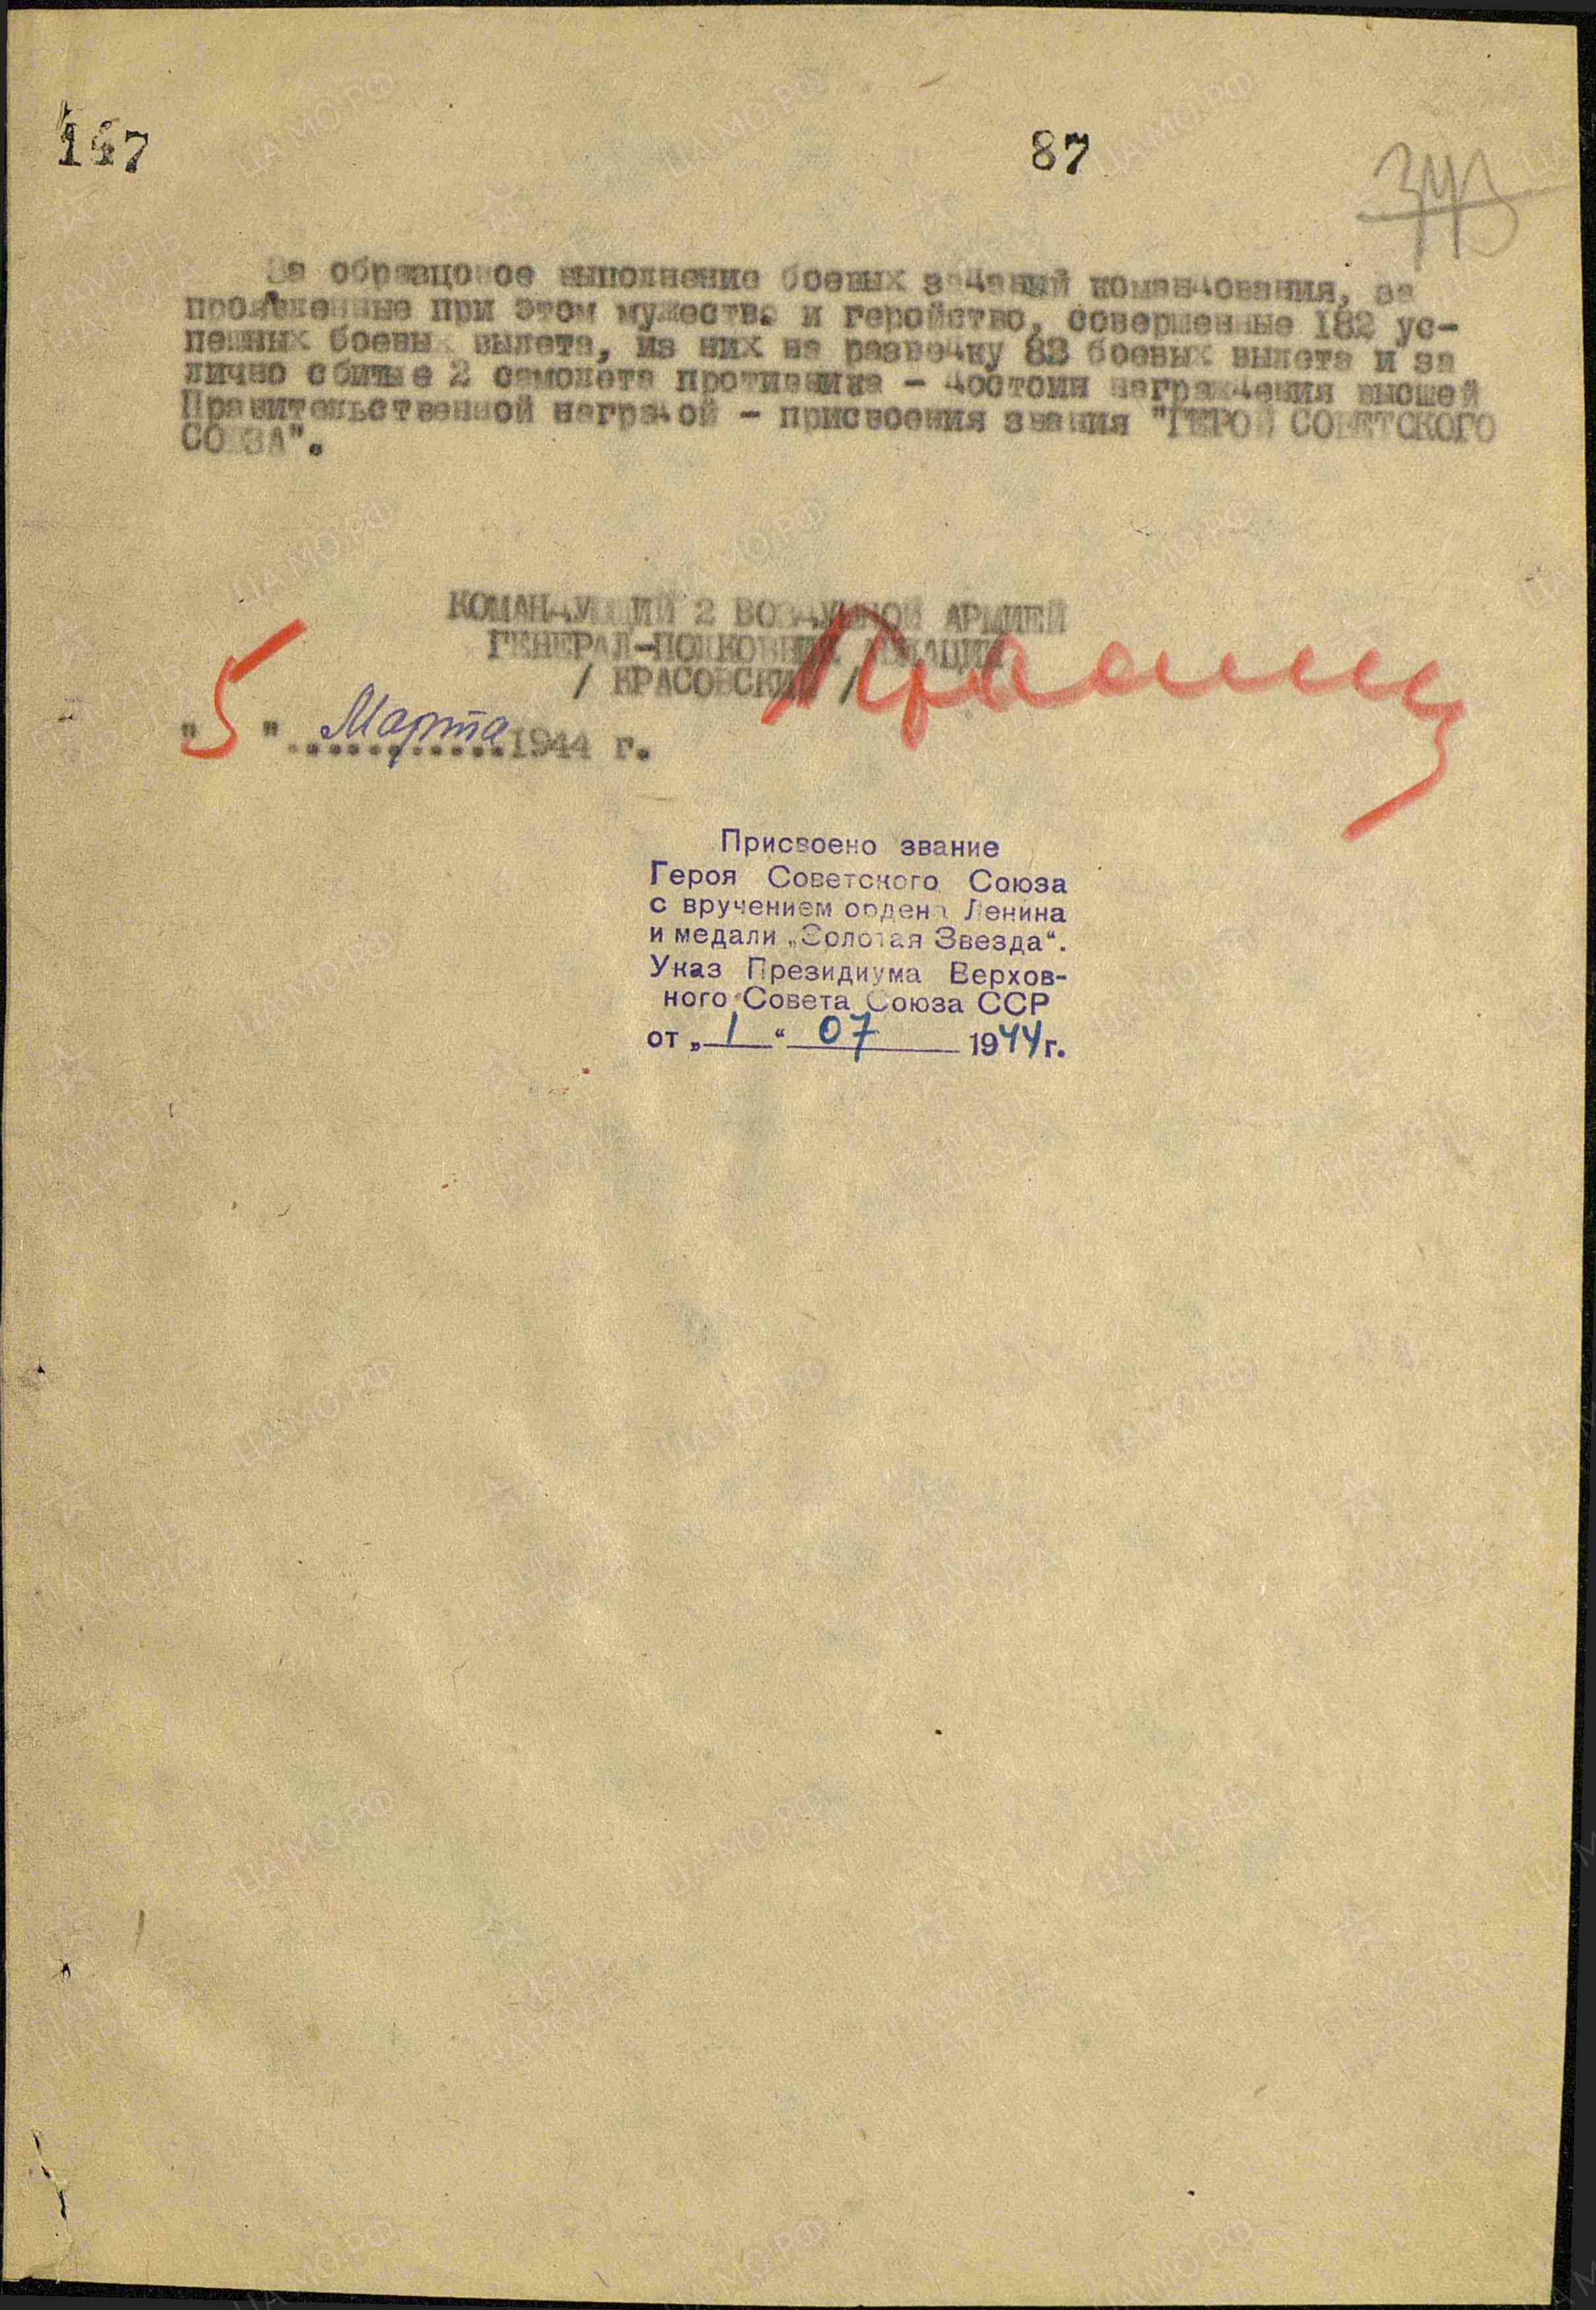 147
87
343
За образцовое выполнение боевых заданий командования, за
проявленные при этом мужество и геройство, совершенные 182 ус-
пешных боевых вылета, из них на разведку 83 боевых вылета и за
лично сбитые 2 самолета противника - достоин награждения высшей
Правительственной наградой - присвоения звания "ГЕРОЙ СОВЕТСКОГО
СОЮЗА".
КОМАНДУЮЩИЙ 2 ВОЗДУШНОЙ АРМИЕЙ
ГЕНЕРАЛ-ПОЛКОВНИК АВИАЦИИ
/ КРАСОВСКИЙ /
"5" Марта 1944 г.
Присвоено звание
Героя Советского Союза
с вручением ордена Ленина
и медали „Золотая Звезда“.
Указ Президиума Верхов-
ного Совета Союза ССР
от „1“ 07 1944 г.